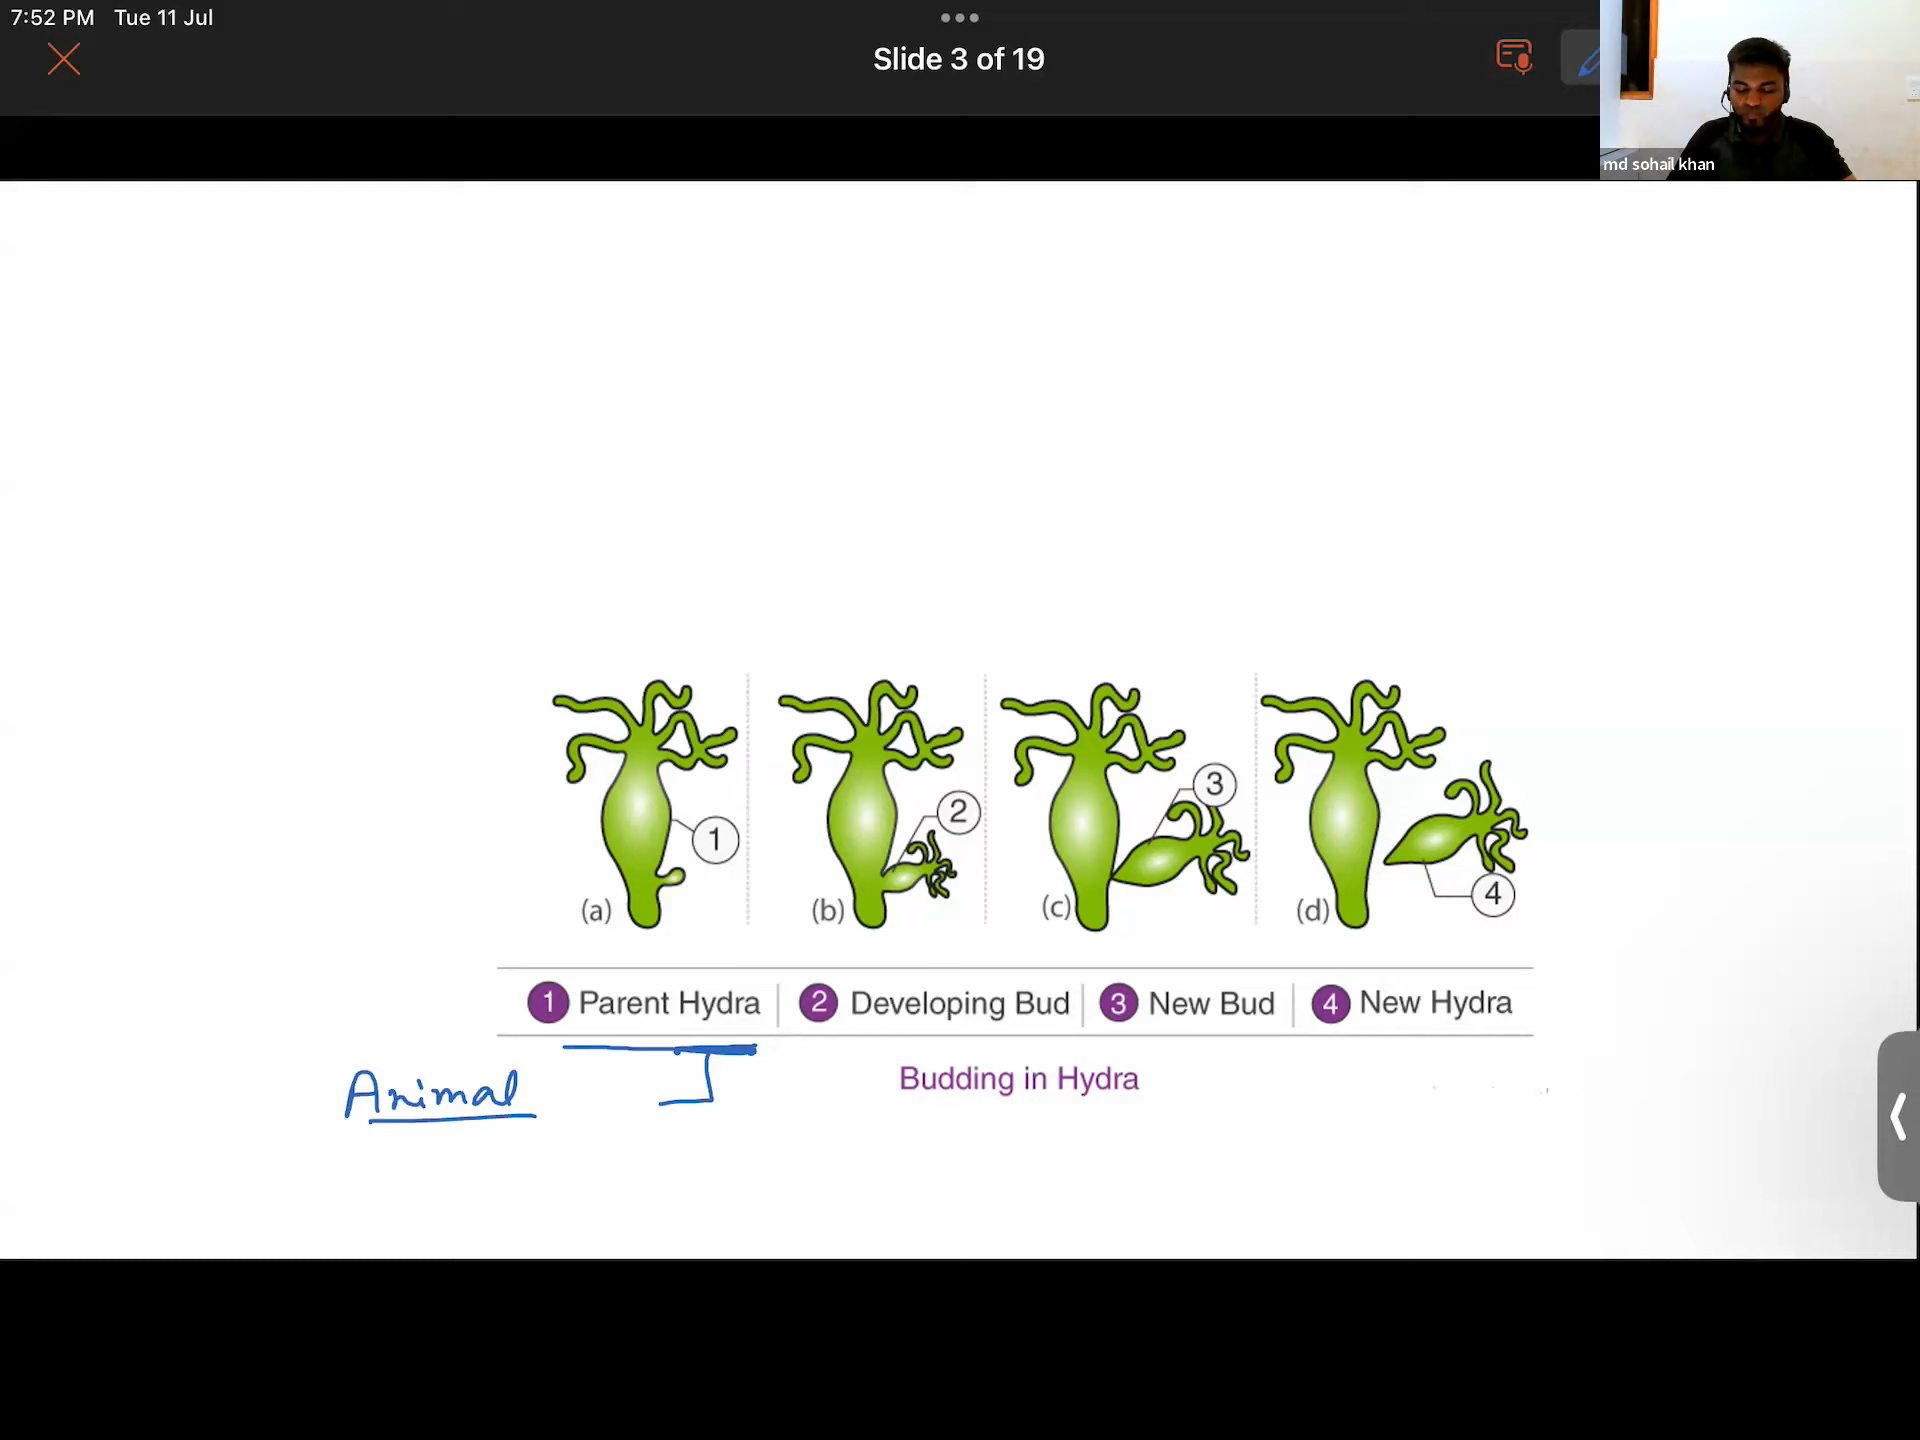 7:52 PM Tue 11 Jul
Slide 3 of 19
md sohail khan
1
2
3
4
(a)
(b)
(c)
(d)
1 Parent Hydra
2 Developing Bud
3 New Bud
4 New Hydra
Budding in Hydra
Animal